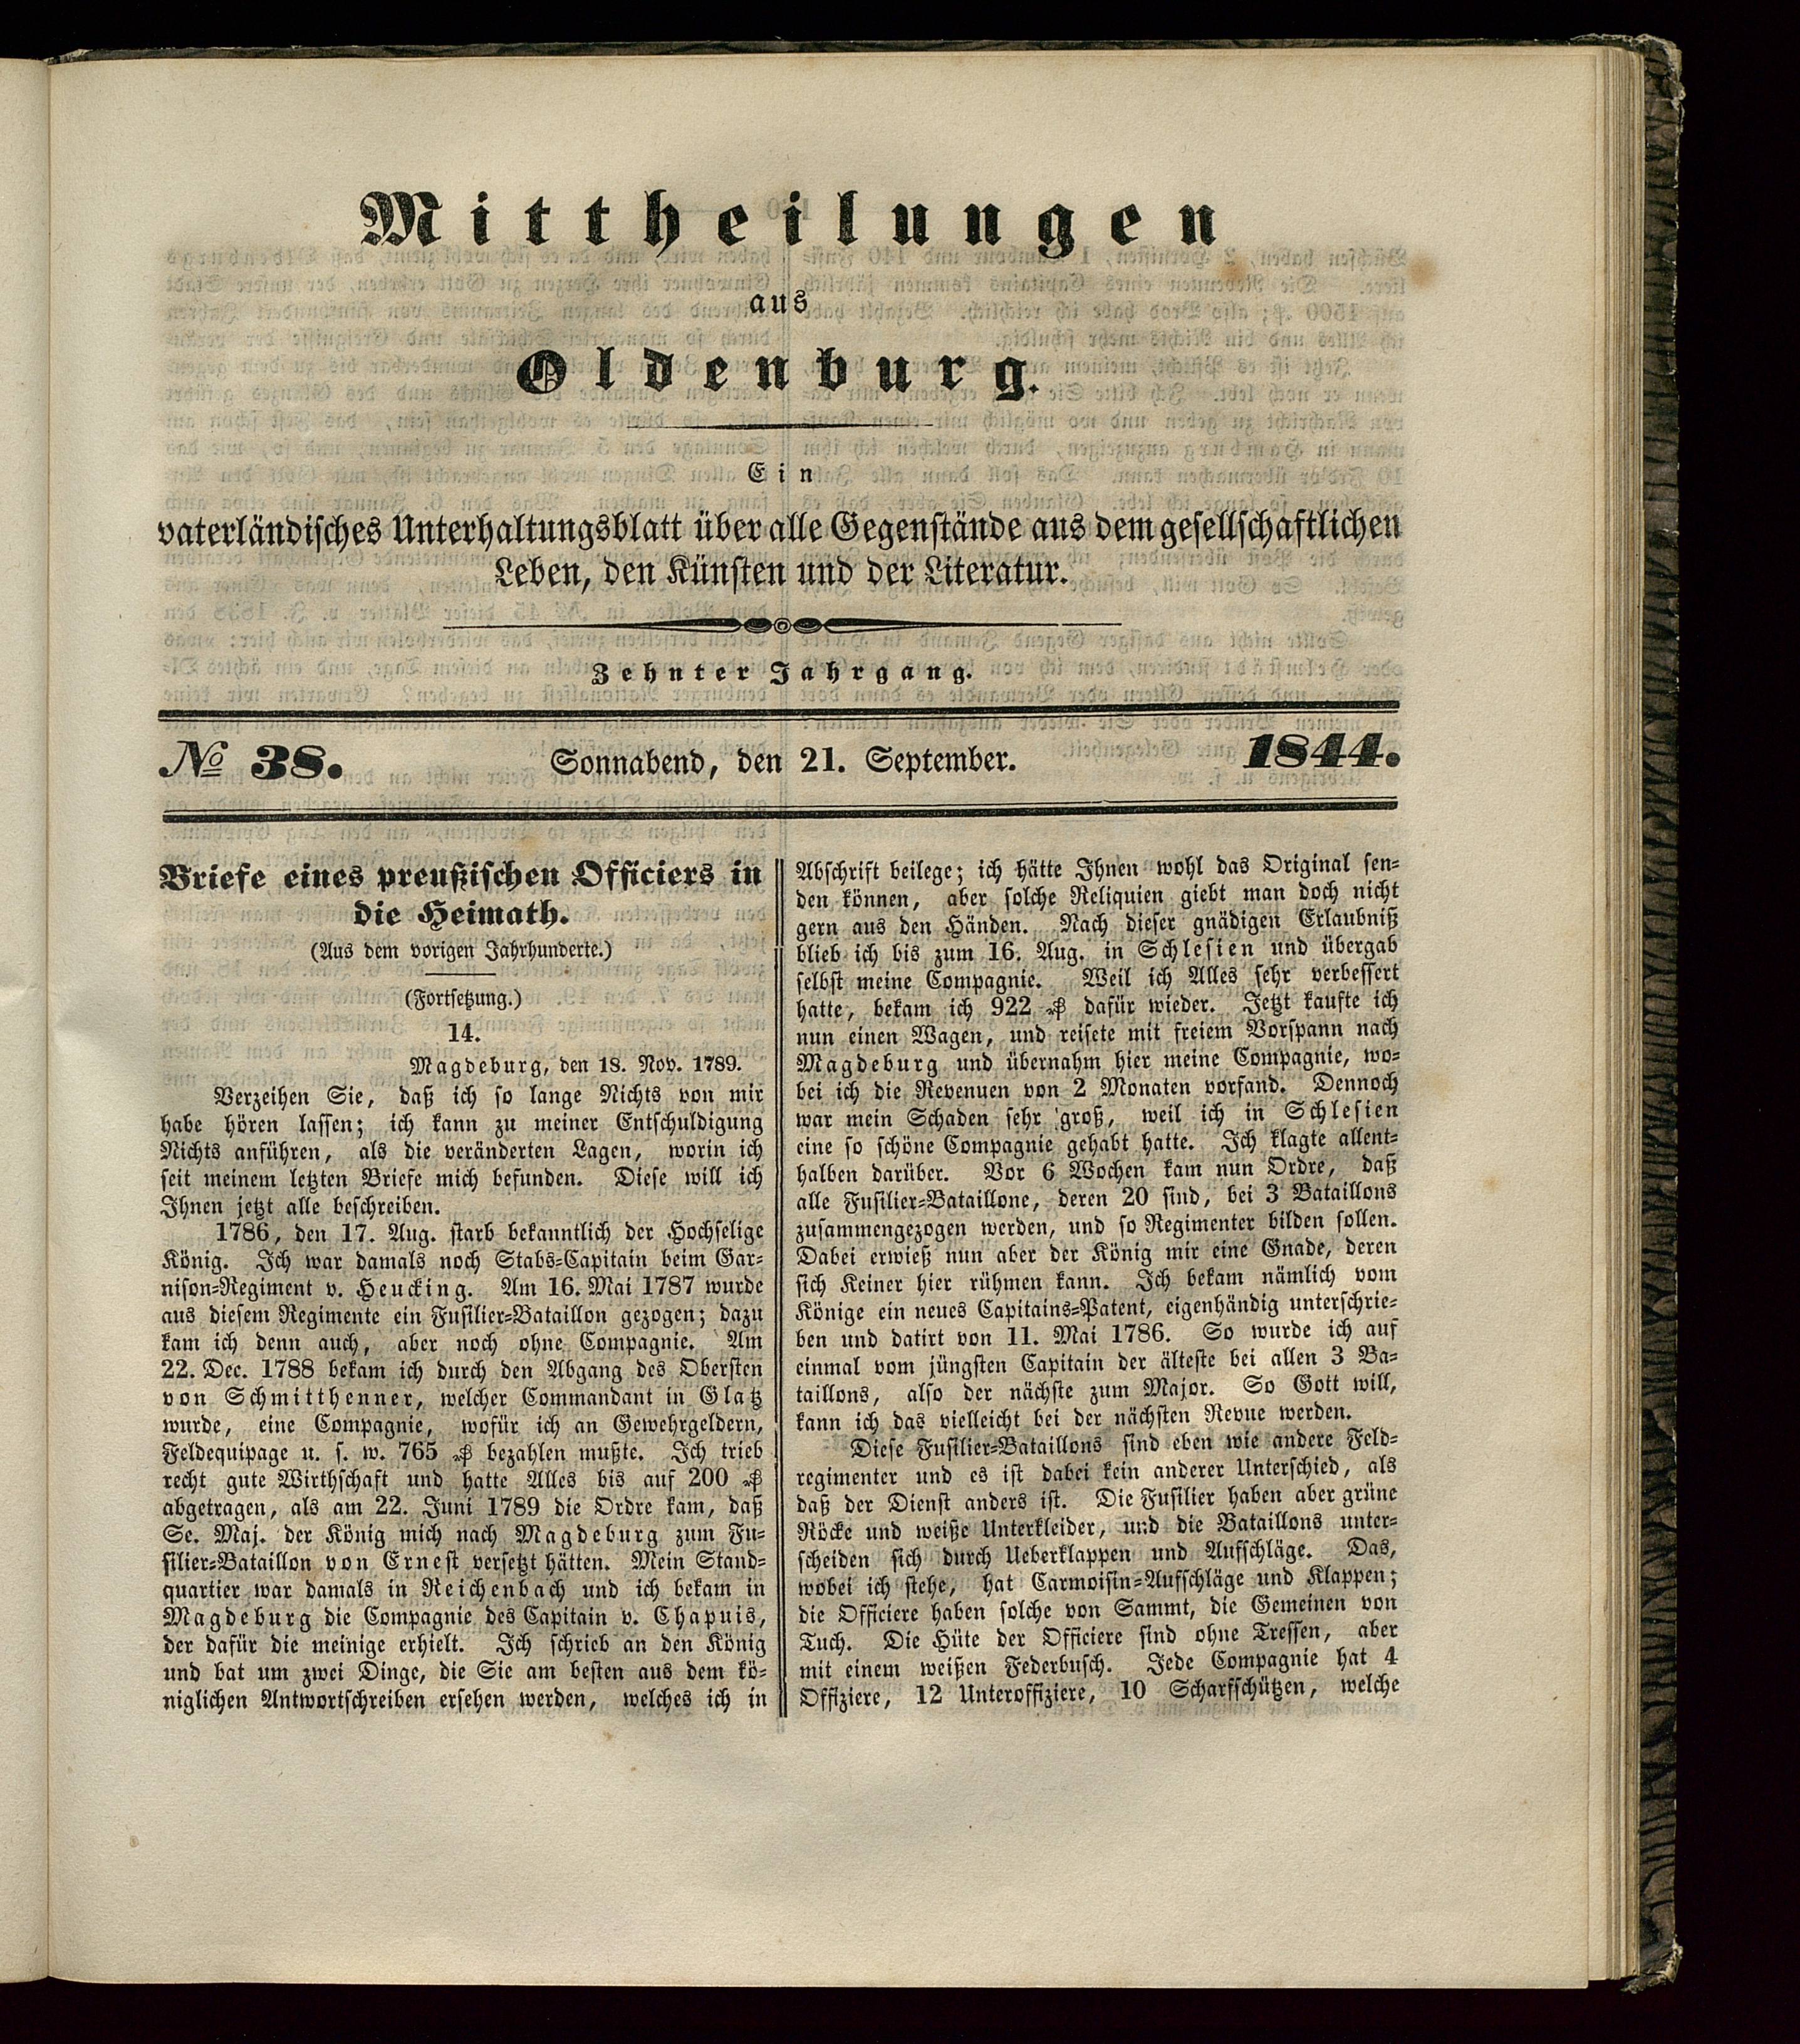 Mittheilungen
aus
Oldenburg.
Ein
vaterländisches Unterhaltungsblatt über alle Gegenstände aus dem gesellschaftlichen
Leben, den Künsten und der Literatur.
Zehnter Jahrgang.
№ 38. Sonnabend, den 21. September. 1844.
Briefe eines preußischen Officiers in
die Heimath.
(Aus dem vorigen Jahrhunderte.)
(Fortsetzung.)
14.
Magdeburg, den 18. Nov. 1789.
Verzeihen Sie, daß ich so lange Nichts von mir
habe hören lassen; ich kann zu meiner Entschuldigung
Nichts anführen, als die veränderten Lagen, worin ich
seit meinem letzten Briefe mich befunden. Diese will ich
Ihnen jetzt alle beschreiben.
1786, den 17. Aug. starb bekanntlich der Hochselige
König. Ich war damals noch Stabs-Capitain beim Gar-
nison-Regiment v. Heucking. Am 16. Mai 1787 wurde
aus diesem Regimente ein Fusilier-Bataillon gezogen; dazu
kam ich denn auch, aber noch ohne Compagnie. Am
22. Dec. 1788 bekam ich durch den Abgang des Obersten
von Schmitthenner, welcher Commandant in Glatz
wurde, eine Compagnie, wofür ich an Gewehrgeldern,
Feldequipage u. s. w. 765 ₰ bezahlen mußte. Ich trieb
recht gute Wirthschaft und hatte Alles bis auf 200 ₰
abgetragen, als am 22. Juni 1789 die Ordre kam, daß
Se. Maj. der König mich nach Magdeburg zum Fu-
silier-Bataillon von Ernest versetzt hätten. Mein Stand-
quartier war damals in Reichenbach und ich bekam in
Magdeburg die Compagnie des Capitain v. Chapuis,
der dafür die meinige erhielt. Ich schrieb an den König
und bat um zwei Dinge, die Sie am besten aus dem kö-
niglichen Antwortschreiben ersehen werden, welches ich in
Abschrift beilege; ich hätte Ihnen wohl das Original sen-
den können, aber solche Reliquien giebt man doch nicht
gern aus den Händen. Nach dieser gnädigen Erlaubniß
blieb ich bis zum 16. Aug. in Schlesien und übergab
selbst meine Compagnie. Weil ich Alles sehr verbessert
hatte, bekam ich 922 ₰ dafür wieder. Jetzt kaufte ich
nun einen Wagen, und reisete mit freiem Vorspann nach
Magdeburg und übernahm hier meine Compagnie, wo-
bei ich die Revenuen von 2 Monaten vorfand. Dennoch
war mein Schaden sehr groß, weil ich in Schlesien
eine so schöne Compagnie gehabt hatte. Ich klagte allent-
halben darüber. Vor 6 Wochen kam nun Ordre, daß
alle Fusilier-Bataillone, deren 20 sind, bei 3 Bataillons
zusammengezogen werden, und so Regimenter bilden sollen.
Dabei erwieß nun aber der König mir eine Gnade, deren
sich Keiner hier rühmen kann. Ich bekam nämlich vom
Könige ein neues Capitains-Patent, eigenhändig unterschrie-
ben und datirt von 11. Mai 1786. So wurde ich auf
einmal vom jüngsten Capitain der älteste bei allen 3 Ba-
taillons, also der nächste zum Major. So Gott will,
kann ich das vielleicht bei der nächsten Revue werden.
Diese Fusilier-Bataillons sind eben wie andere Feld-
regimenter und es ist dabei kein anderer Unterschied, als
daß der Dienst anders ist. Die Fusilier haben aber grüne
Röcke und weiße Unterkleider, und die Bataillons unter-
scheiden sich durch Ueberklappen und Aufschläge. Das,
wobei ich stehe, hat Carmoisin-Aufschläge und Klappen;
die Officiere haben solche von Sammt, die Gemeinen von
Tuch. Die Hüte der Officiere sind ohne Tressen, aber
mit einem weißen Federbusch. Jede Compagnie hat 4
Offiziere, 12 Unteroffiziere, 10 Scharfschützen, welche